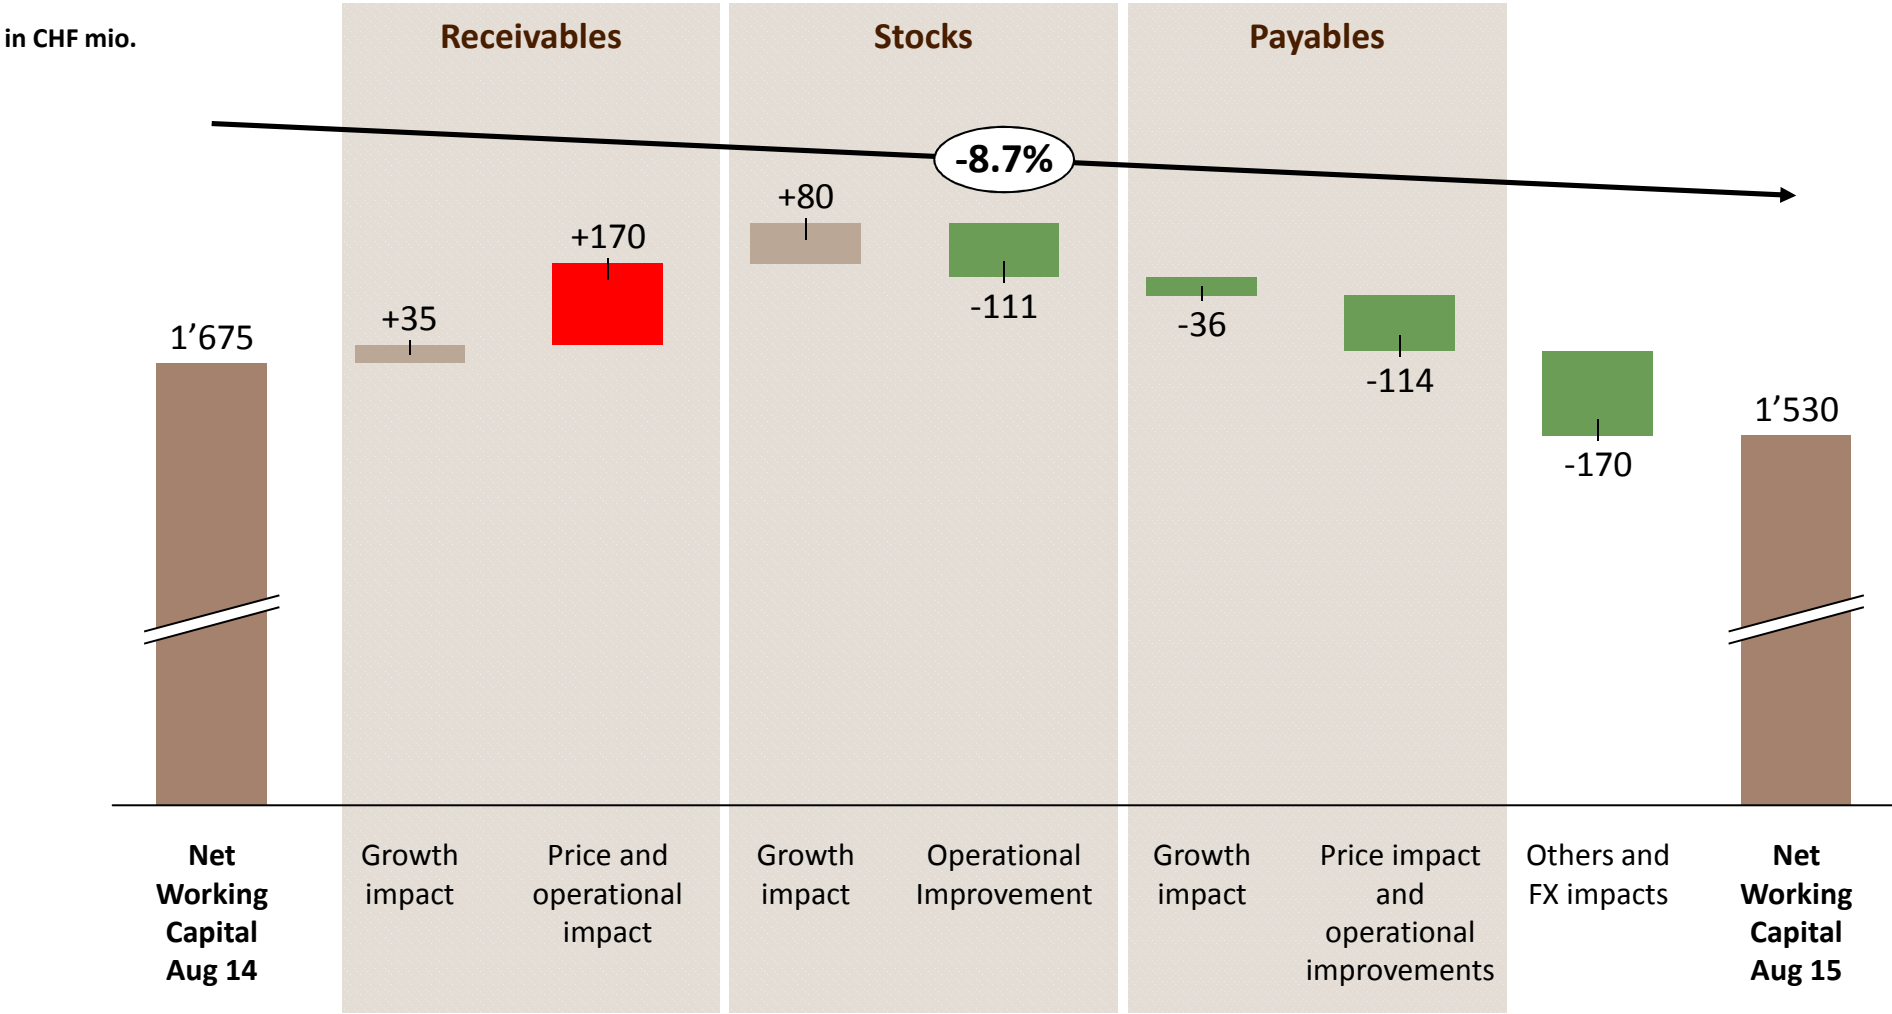 in CHF mio.
Receivables
Stocks
Payables
-8.7%
1’675
+35
+170
+80
-111
-36
-114
-170
1’530
Net
Working
Capital
Aug 14
Growth
impact
Price and
operational
impact
Growth
impact
Operational
Improvement
Growth
impact
Price impact
and
operational
improvements
Others and
FX impacts
Net
Working
Capital
Aug 15